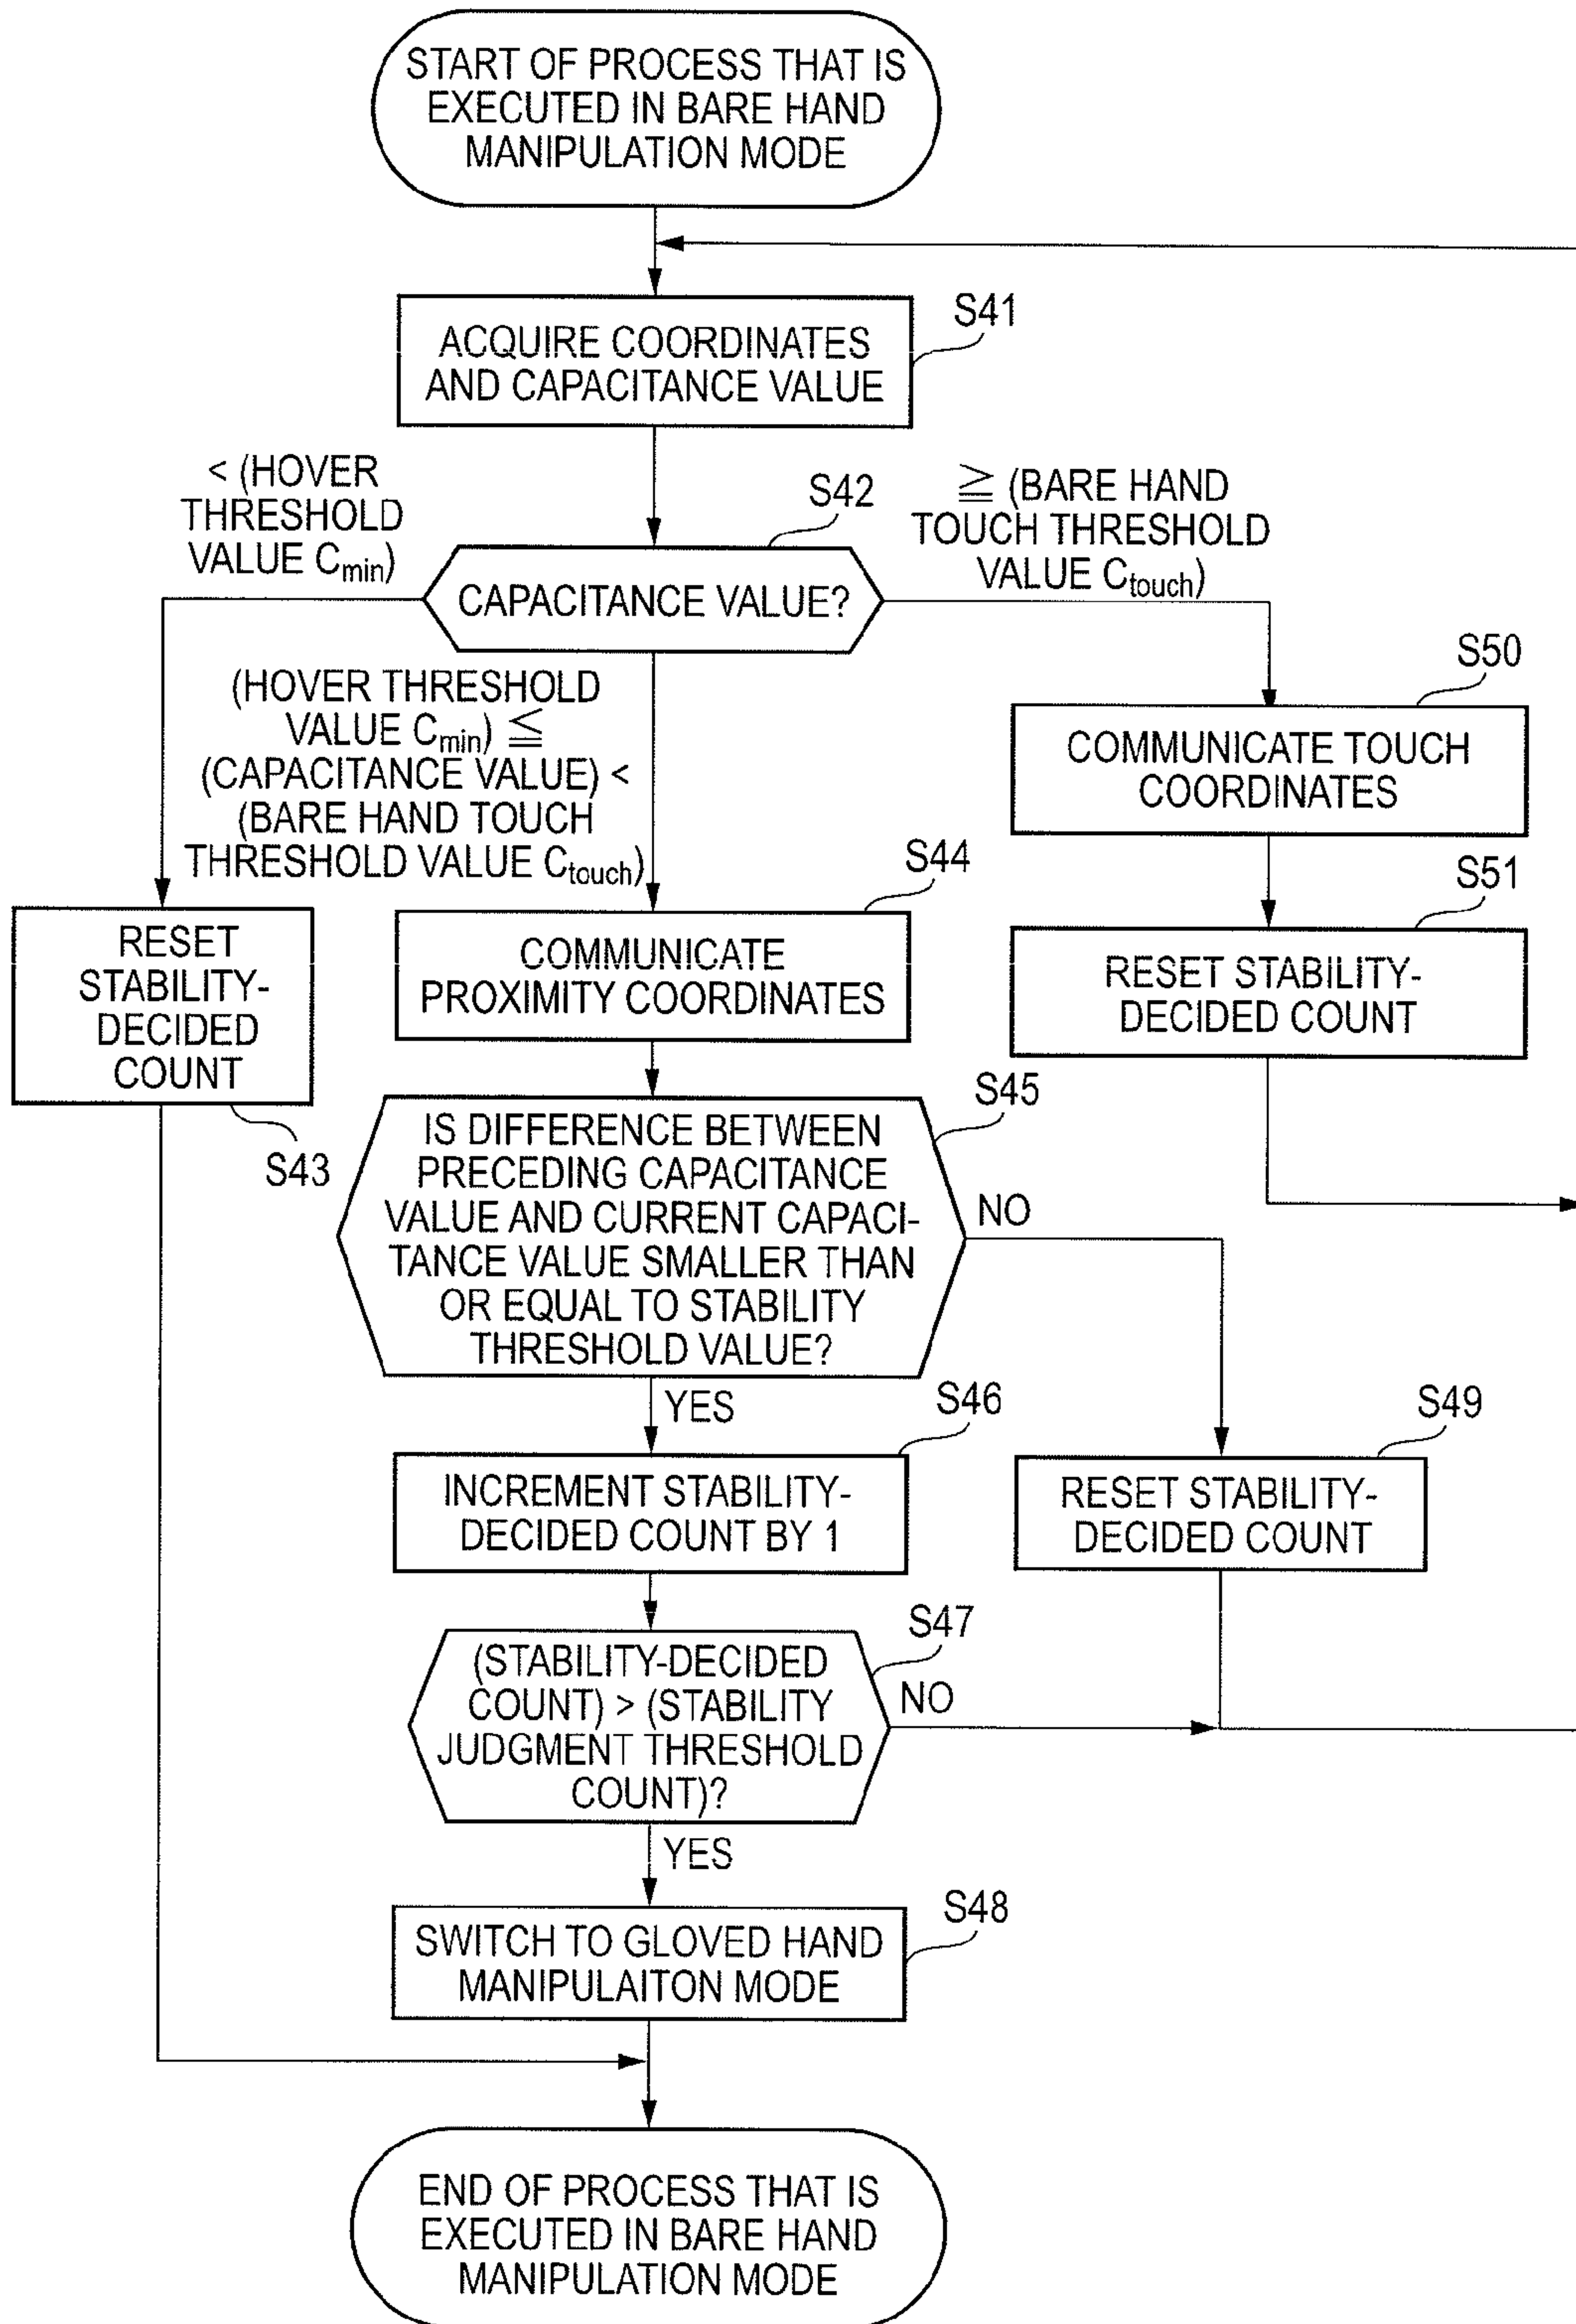 START OF PROCESS THAT IS
EXECUTED IN BARE HAND
MANIPULATION MODE
S41
ACQUIRE COORDINATES
AND CAPACITANCE VALUE
< (HOVER
THRESHOLD
VALUE Cmin)
S42
≧ (BARE HAND
TOUCH THRESHOLD
VALUE Ctouch)
CAPACITANCE VALUE?
(HOVER THRESHOLD
VALUE Cmin) ≦
(CAPACITANCE VALUE) <
(BARE HAND TOUCH
THRESHOLD VALUE Ctouch)
S50
COMMUNICATE TOUCH
COORDINATES
S51
RESET STABILITY-
DECIDED COUNT
RESET
STABILITY-
DECIDED
COUNT
S43
S44
COMMUNICATE
PROXIMITY COORDINATES
S45
IS DIFFERENCE BETWEEN
PRECEDING CAPACITANCE
VALUE AND CURRENT CAPACI-
TANCE VALUE SMALLER THAN
OR EQUAL TO STABILITY
THRESHOLD VALUE?
NO
YES
S46
INCREMENT STABILITY-
DECIDED COUNT BY 1
S49
RESET STABILITY-
DECIDED COUNT
S47
(STABILITY-DECIDED
COUNT) > (STABILITY
JUDGMENT THRESHOLD
COUNT)?
NO
YES
S48
SWITCH TO GLOVED HAND
MANIPULAITON MODE
END OF PROCESS THAT IS
EXECUTED IN BARE HAND
MANIPULATION MODE